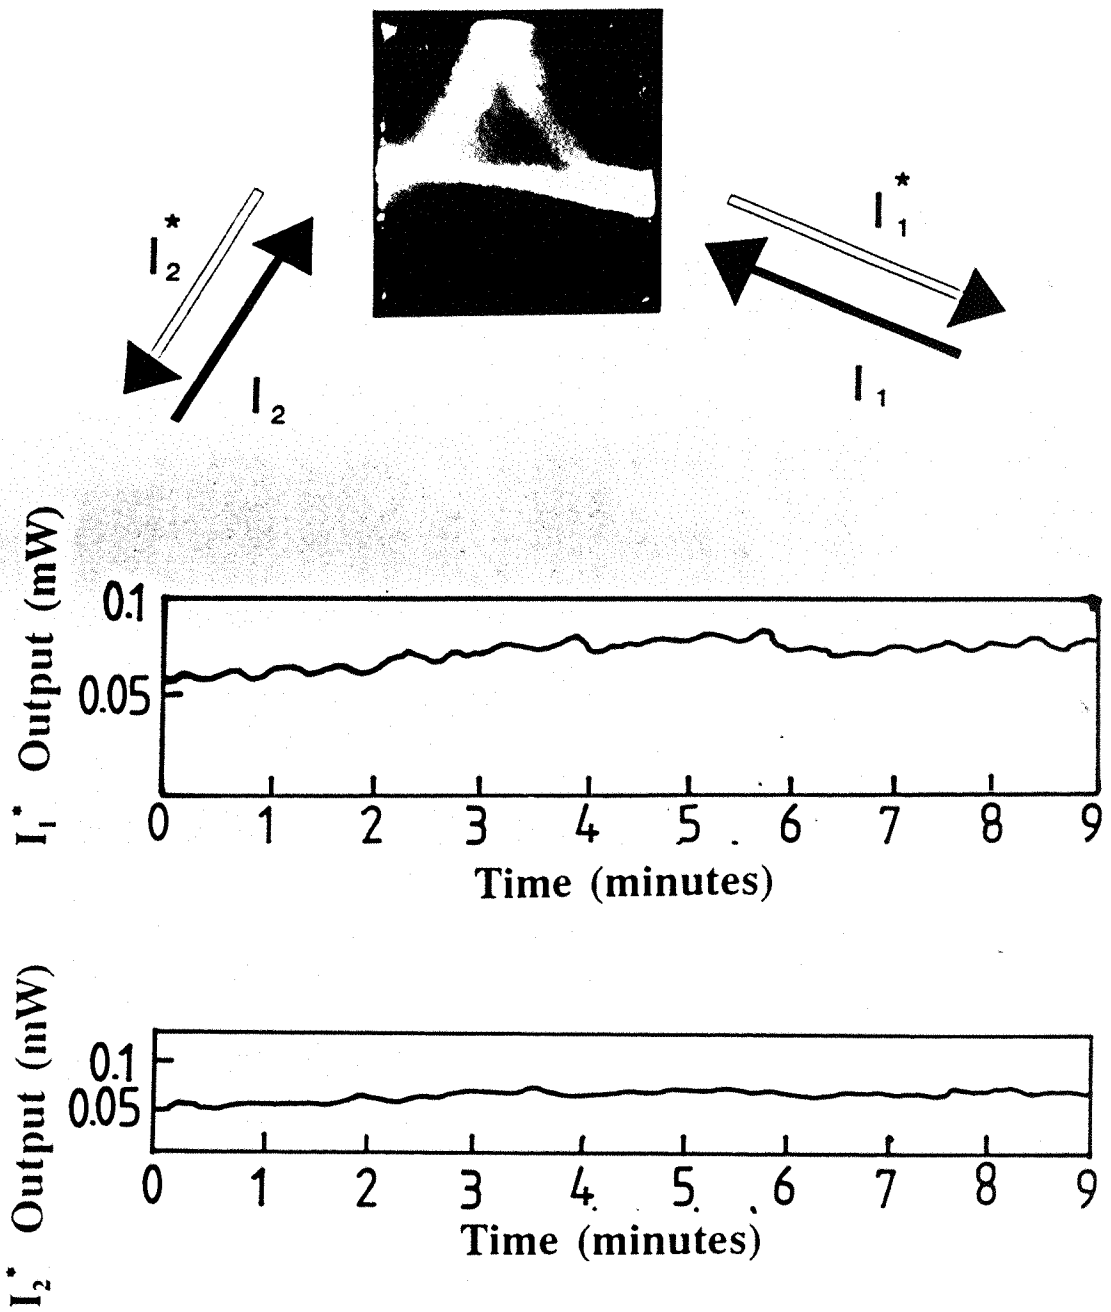 I₁*
I₂*
I₂
I₁
I₁* Output (mW)
0.1
0.05
0 1 2 3 4 5 6 7 8 9
Time (minutes)
I₂* Output (mW)
0.1
0.05
0 1 2 3 4 5 6 7 8 9
Time (minutes)